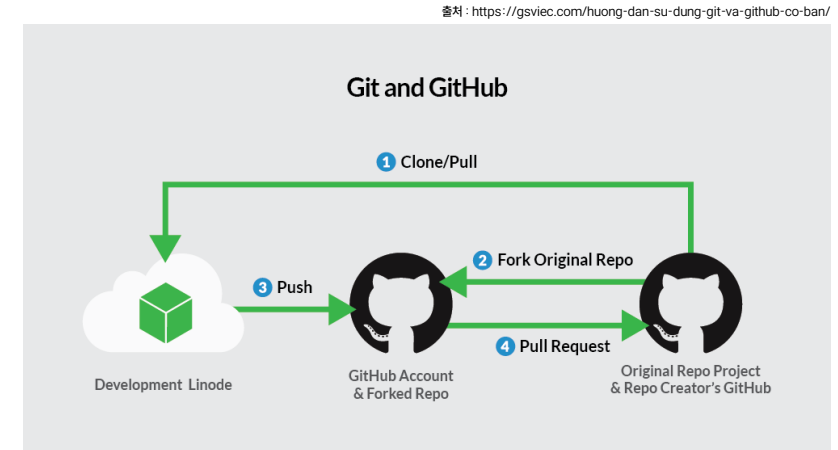 출처 : https://gsviec.com/huong-dan-su-dung-git-va-github-co-ban/
Git and GitHub
1 Clone/Pull
2 Fork Original Repo
3 Push
4 Pull Request
Development Linode
GitHub Account
& Forked Repo
Original Repo Project
& Repo Creator's GitHub